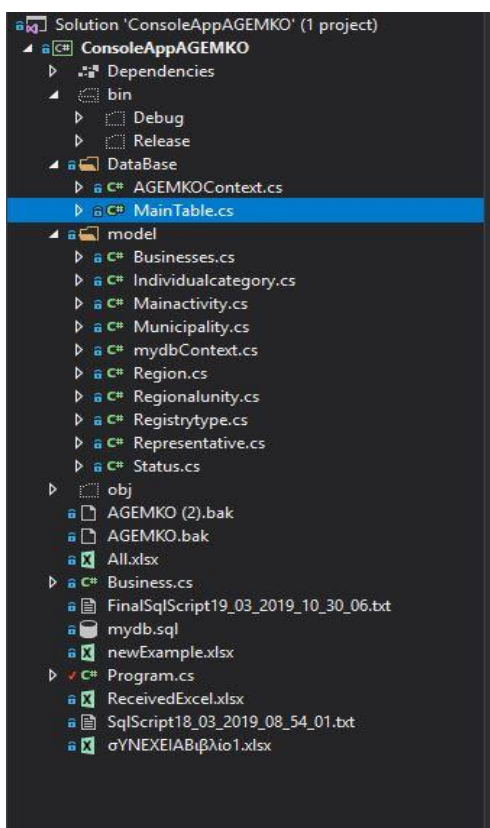 Solution 'ConsoleAppAGEMKO' (1 project)
C# ConsoleAppAGEMKO
Dependencies
bin
Debug
Release
DataBase
C# AGEMKOContext.cs
C# MainTable.cs
model
C# Businesses.cs
C# Individualcategory.cs
C# Mainactivity.cs
C# Municipality.cs
C# mydbContext.cs
C# Region.cs
C# Regionalunity.cs
C# Registrytype.cs
C# Representative.cs
C# Status.cs
obj
AGEMKO (2).bak
AGEMKO.bak
All.xlsx
C# Business.cs
FinalSqlScript19_03_2019_10_30_06.txt
mydb.sql
newExample.xlsx
C# Program.cs
ReceivedExcel.xlsx
SqlScript18_03_2019_08_54_01.txt
σΥΝΕΧΕΙΑΒιβλίο1.xlsx